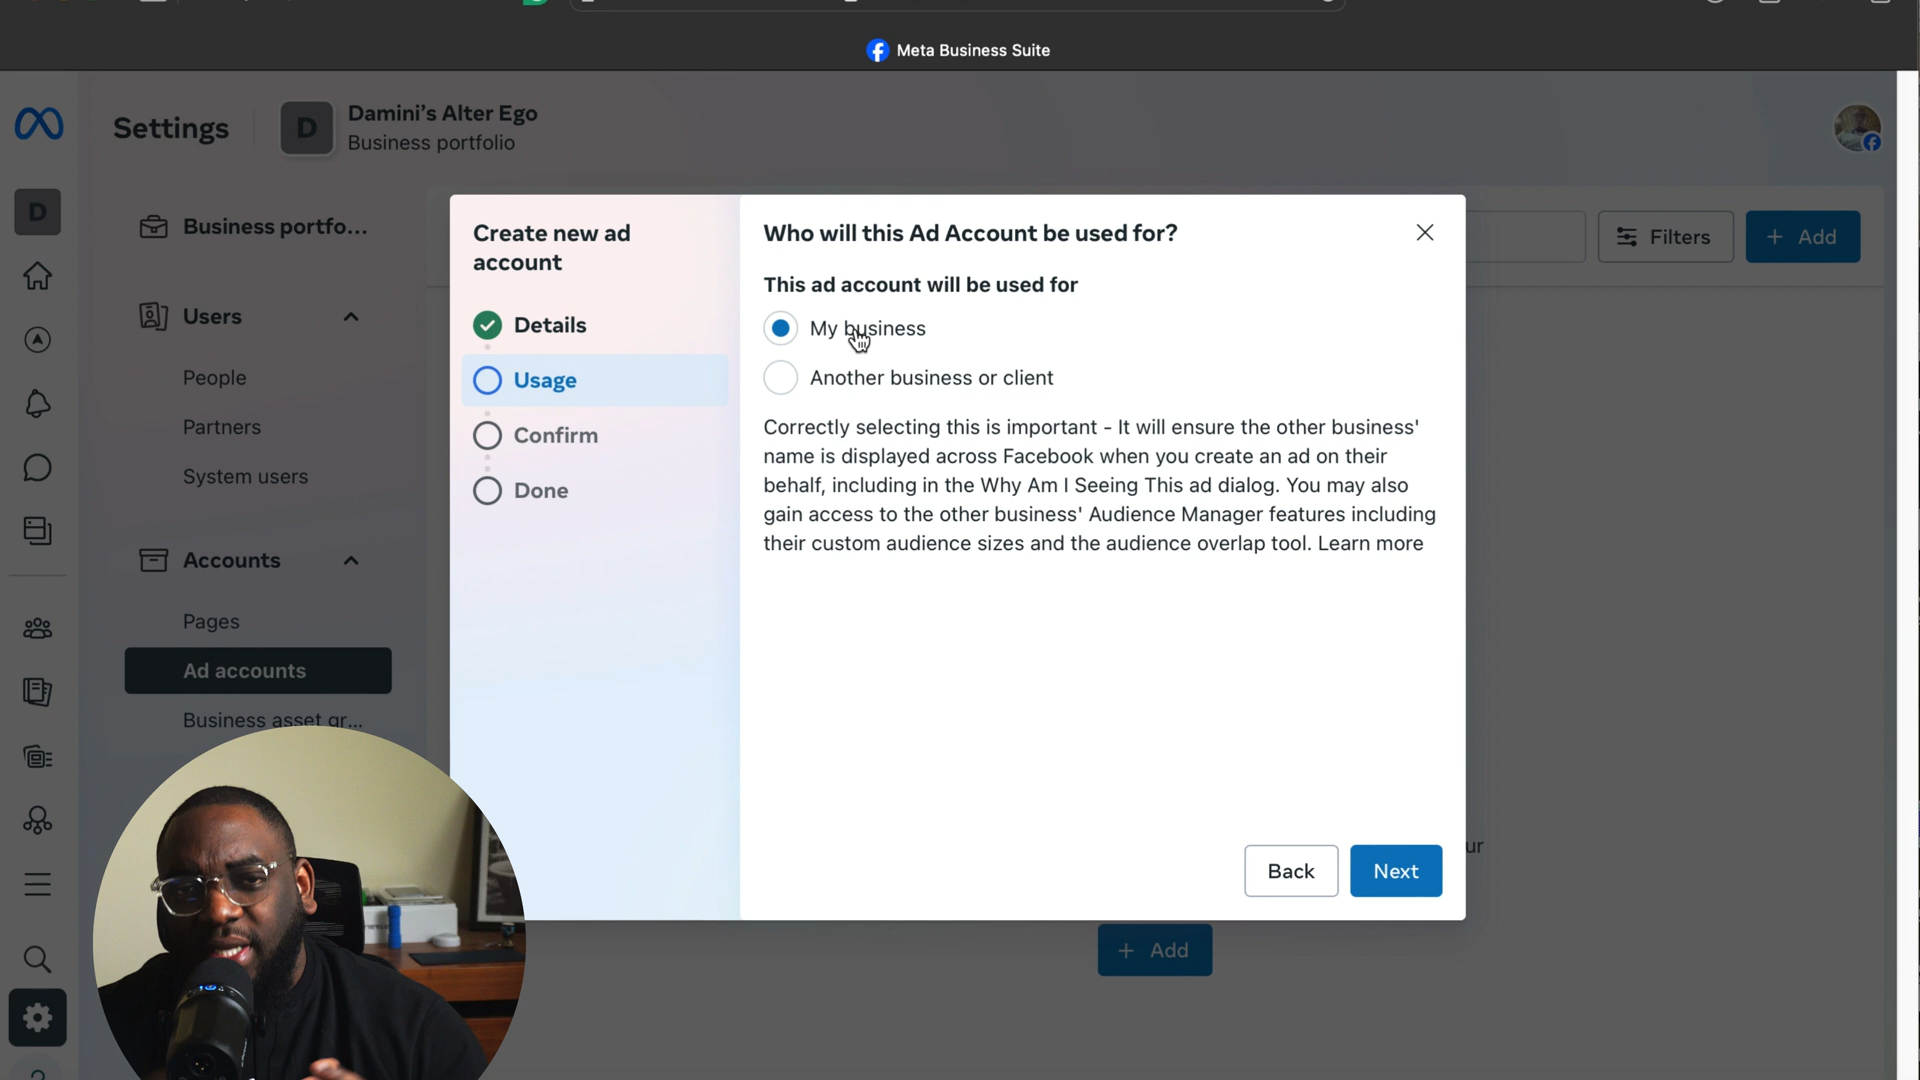 Meta Business Suite
Settings
D
Damini's Alter Ego
Business portfolio
D
Business portfo...
Users
People
Partners
System users
Accounts
Pages
Ad accounts
Business asset gr...
Filters
+ Add
Create new ad
account
Details
Usage
Confirm
Done
Who will this Ad Account be used for?
This ad account will be used for
My business
Another business or client
Correctly selecting this is important - It will ensure the other business'
name is displayed across Facebook when you create an ad on their
behalf, including in the Why Am I Seeing This ad dialog. You may also
gain access to the other business' Audience Manager features including
their custom audience sizes and the audience overlap tool. Learn more
Back
Next
ur
+ Add